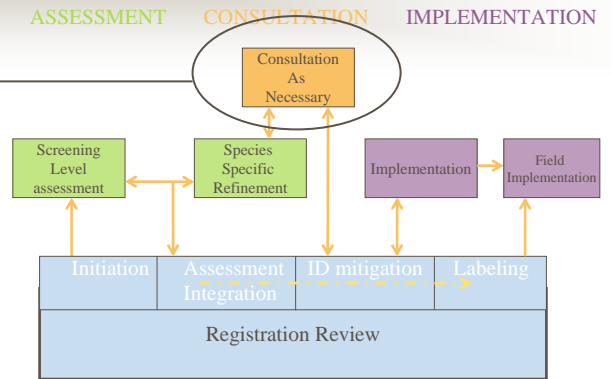 ASSESSMENT CONSULTATION IMPLEMENTATION
Consultation
As
Necessary
Screening
Level
assessment
Species
Specific
Refinement
Implementation
Field
Implementation
Initiation
Assessment
Integration
ID mitigation
Labeling
Registration Review